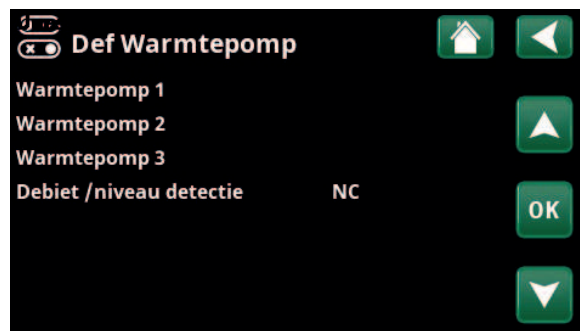 Def Warmtepomp
Warmtepomp 1
Warmtepomp 2
Warmtepomp 3
Debiet /niveau detectie NC
OK